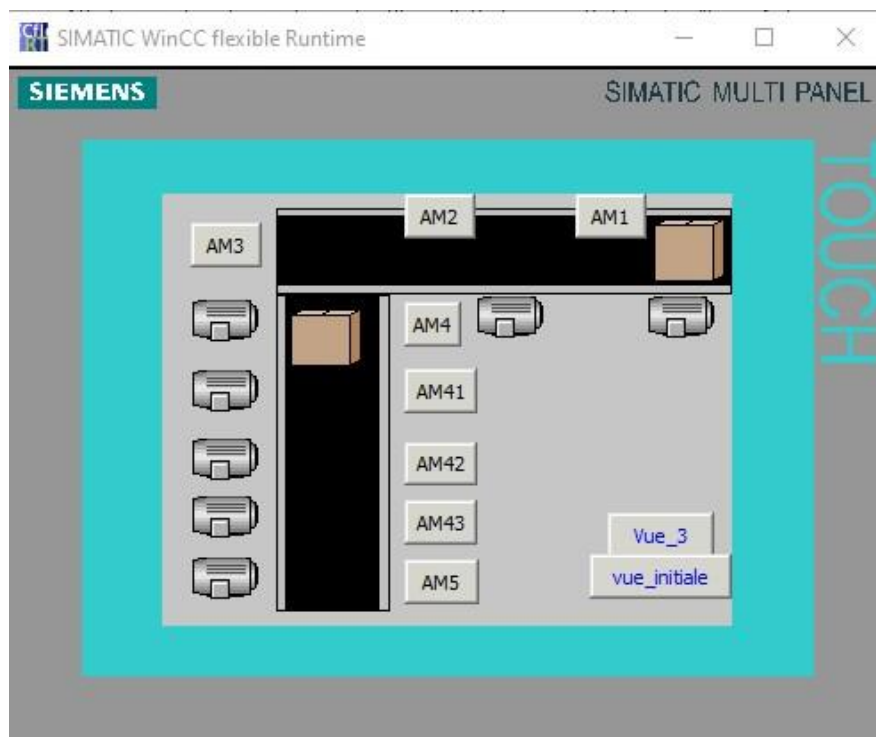 SIMATIC WinCC flexible Runtime
SIEMENS
SIMATIC MULTI PANEL
TOUCH
AM2
AM1
AM3
AM4
AM41
AM42
AM43
AM5
Vue_3
vue_initiale